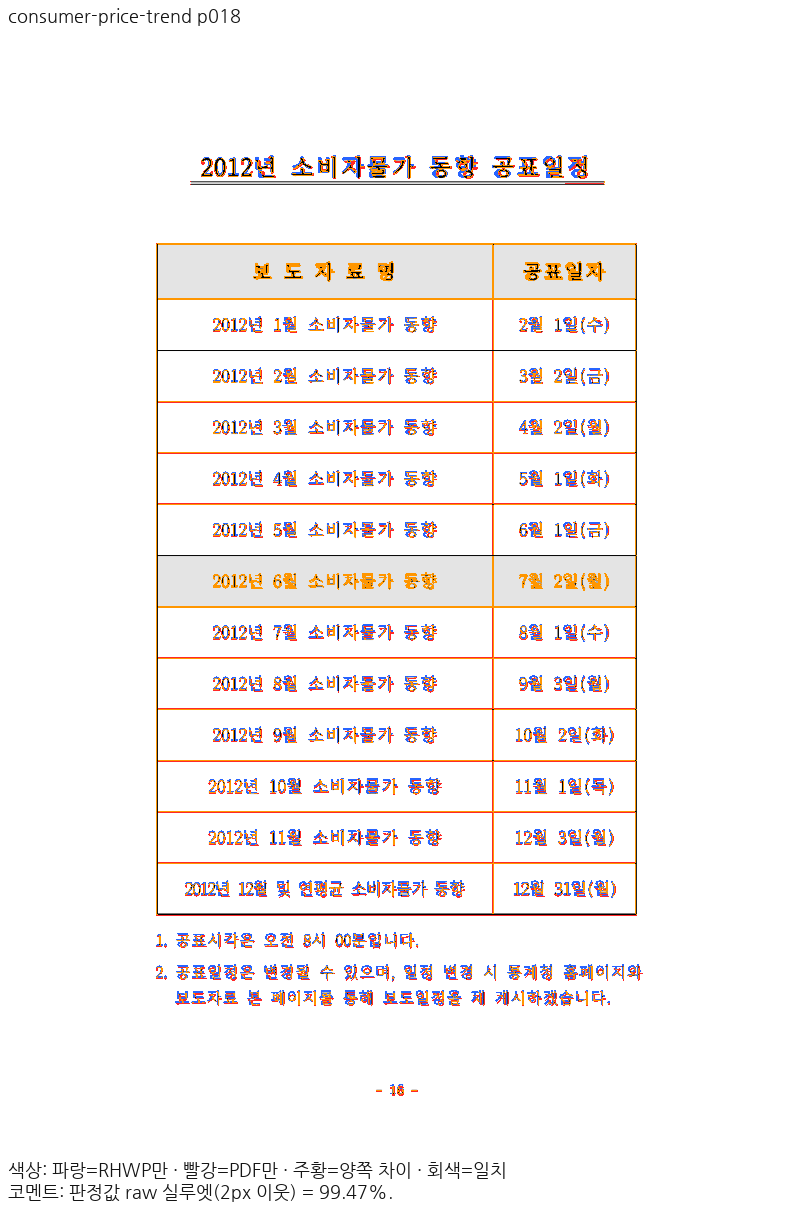 consumer-price-trend p018
2012년 소비자물가 동향 공표일정
보 도 자 료 명 공표일자
2012년 1월 소비자물가 동향 2월 1일(수)
2012년 2월 소비자물가 동향 3월 2일(금)
2012년 3월 소비자물가 동향 4월 2일(월)
2012년 4월 소비자물가 동향 5월 1일(화)
2012년 5월 소비자물가 동향 6월 1일(금)
2012년 6월 소비자물가 동향 7월 2일(월)
2012년 7월 소비자물가 동향 8월 1일(수)
2012년 8월 소비자물가 동향 9월 3일(월)
2012년 9월 소비자물가 동향 10월 2일(화)
2012년 10월 소비자물가 동향 11월 1일(목)
2012년 11월 소비자물가 동향 12월 3일(월)
2012년 12월 및 연평균 소비자물가 동향 12월 31일(월)
1. 공표시각은 오전 8시 00분입니다.
2. 공표일정은 변경될 수 있으며, 일정 변경 시 통계청 홈페이지와
보도자료 본 페이지를 통해 보도일정을 재 게시하겠습니다.
- 18 -
색상: 파랑=RHWP만 · 빨강=PDF만 · 주황=양쪽 차이 · 회색=일치
코멘트: 판정값 raw 실루엣(2px 이웃) = 99.47%.